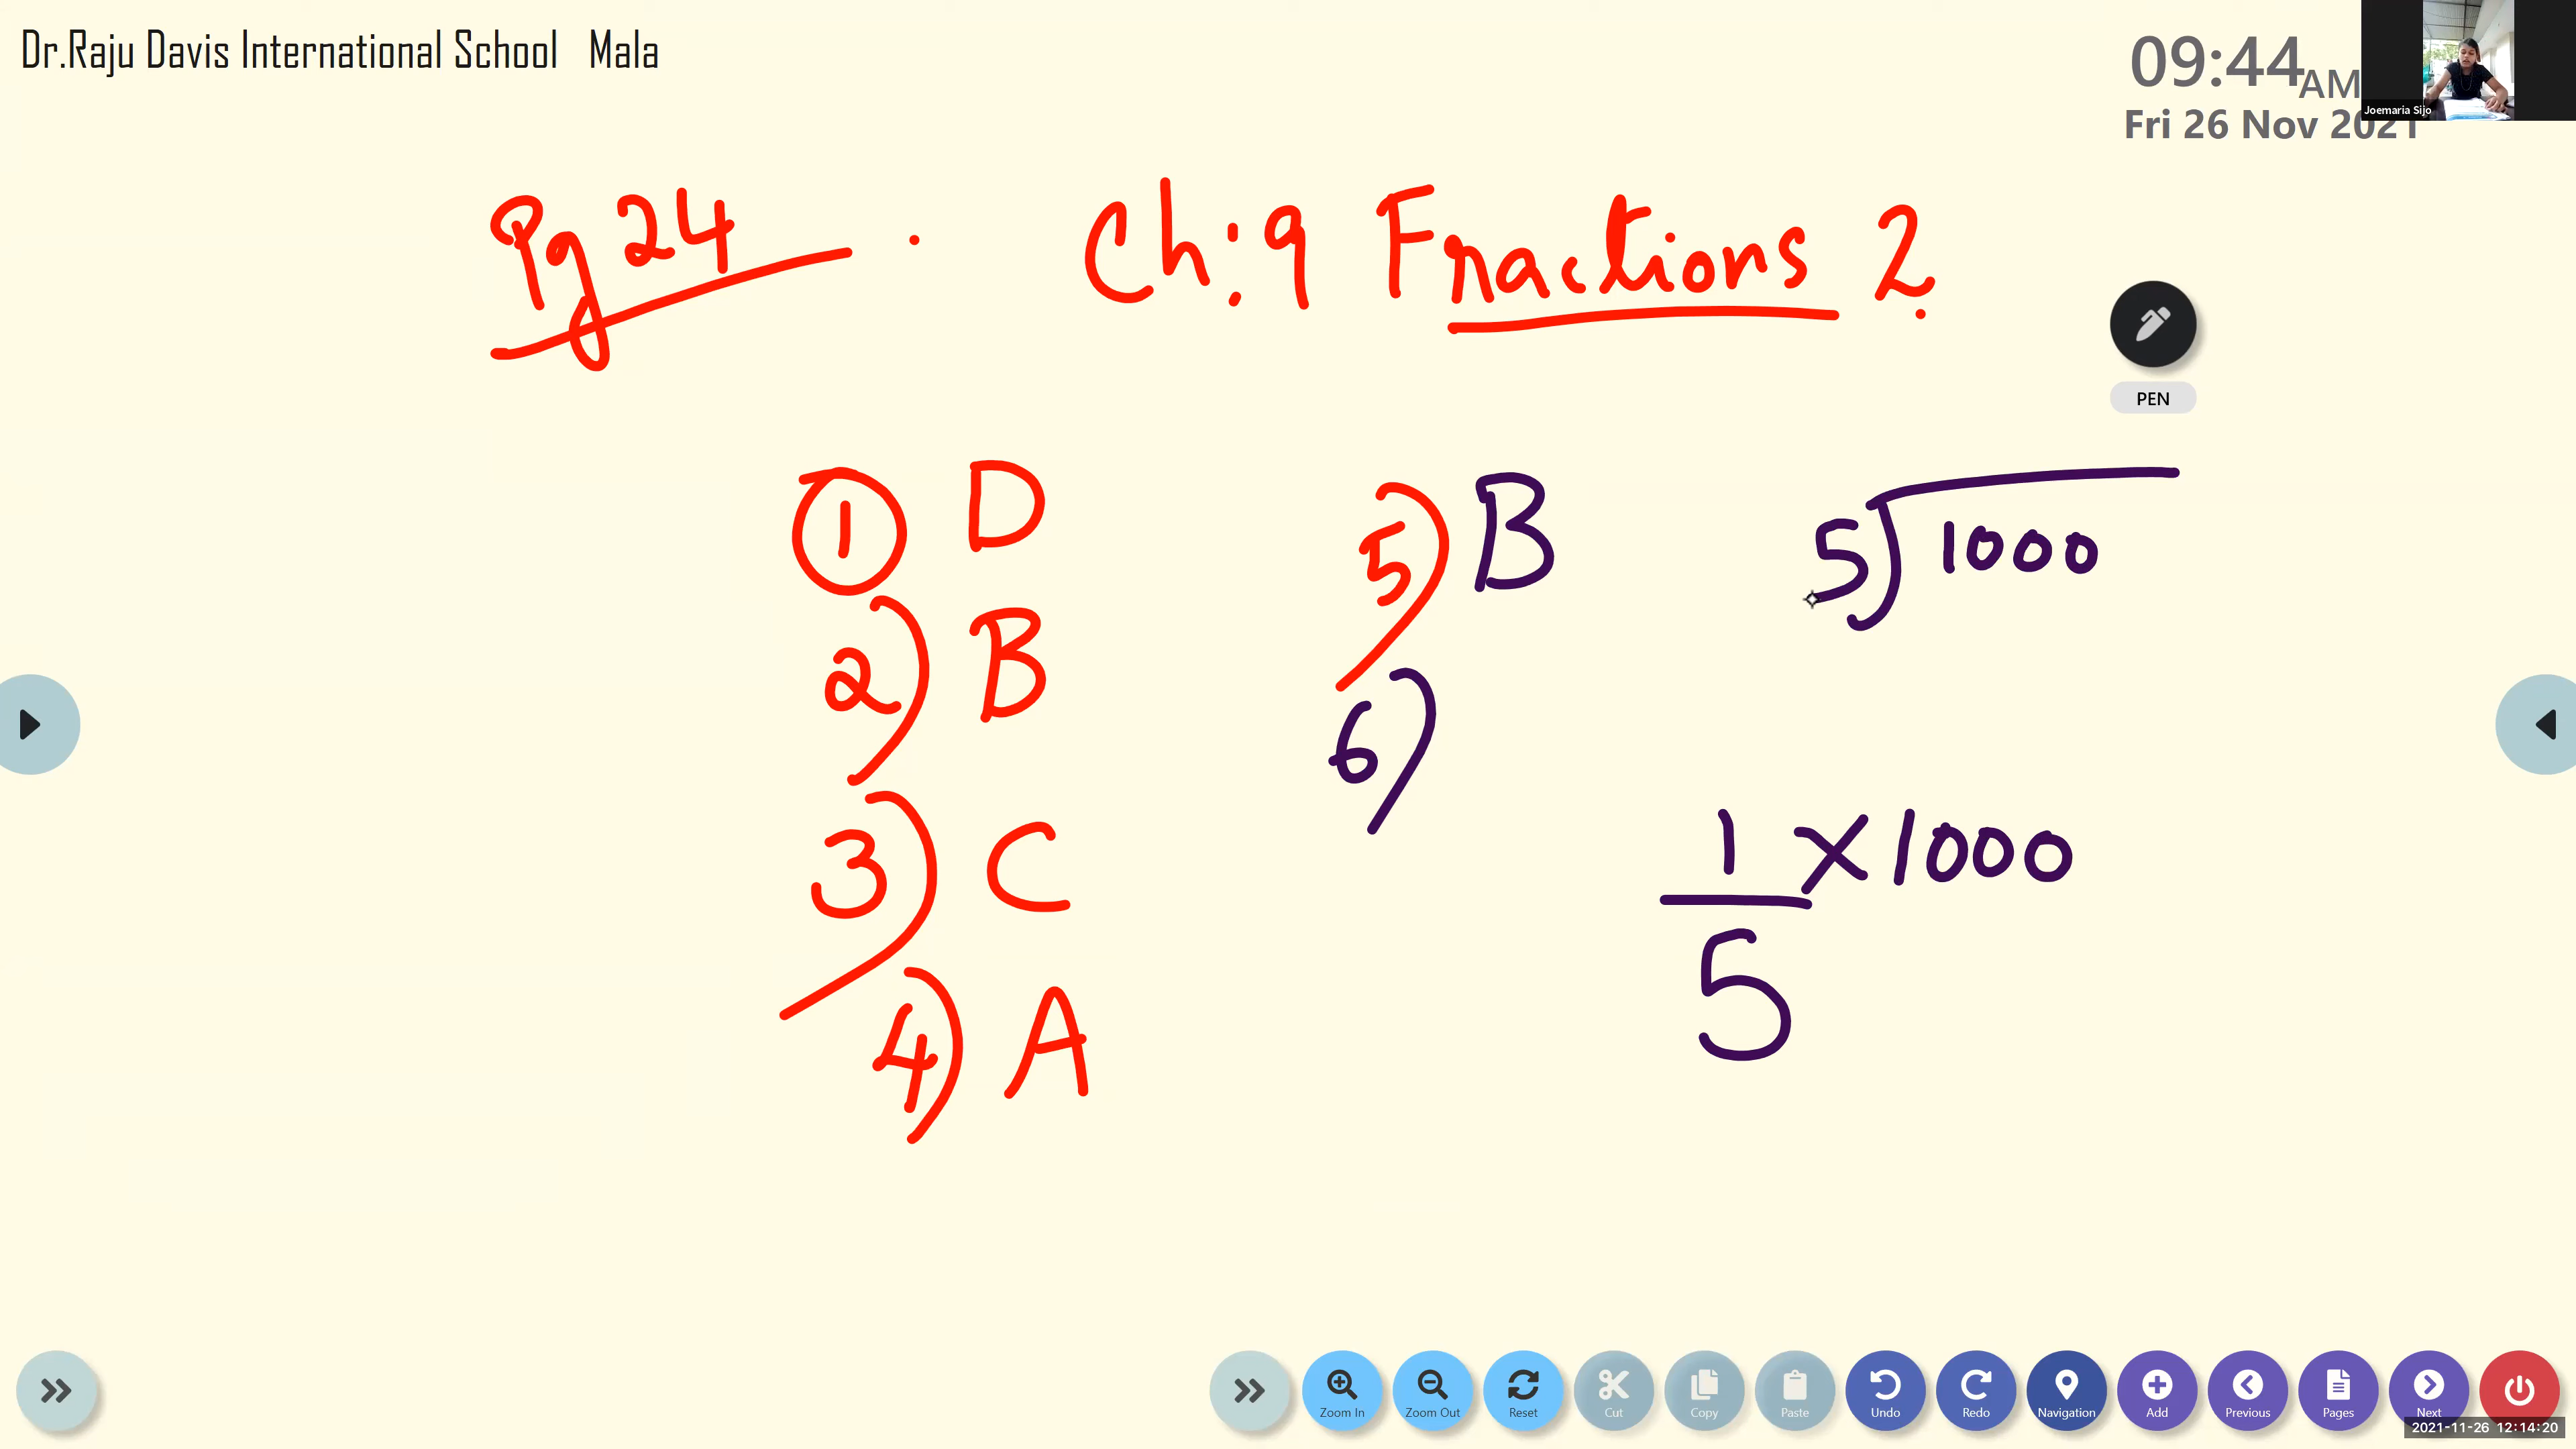 Dr.Raju Davis International School Mala
09:44 AM
Fri 26 Nov 2021
Joemaria Sijo
Pg 24 . Ch:9 Fractions 2.
PEN
1 D
2) B
3) C
4) A
5) B
6)
5) 1000
1 × 1000
5
Zoom In Zoom Out Reset Cut Copy Paste Undo Redo Navigation Add Previous Pages Next
2021-11-26 12:14:20